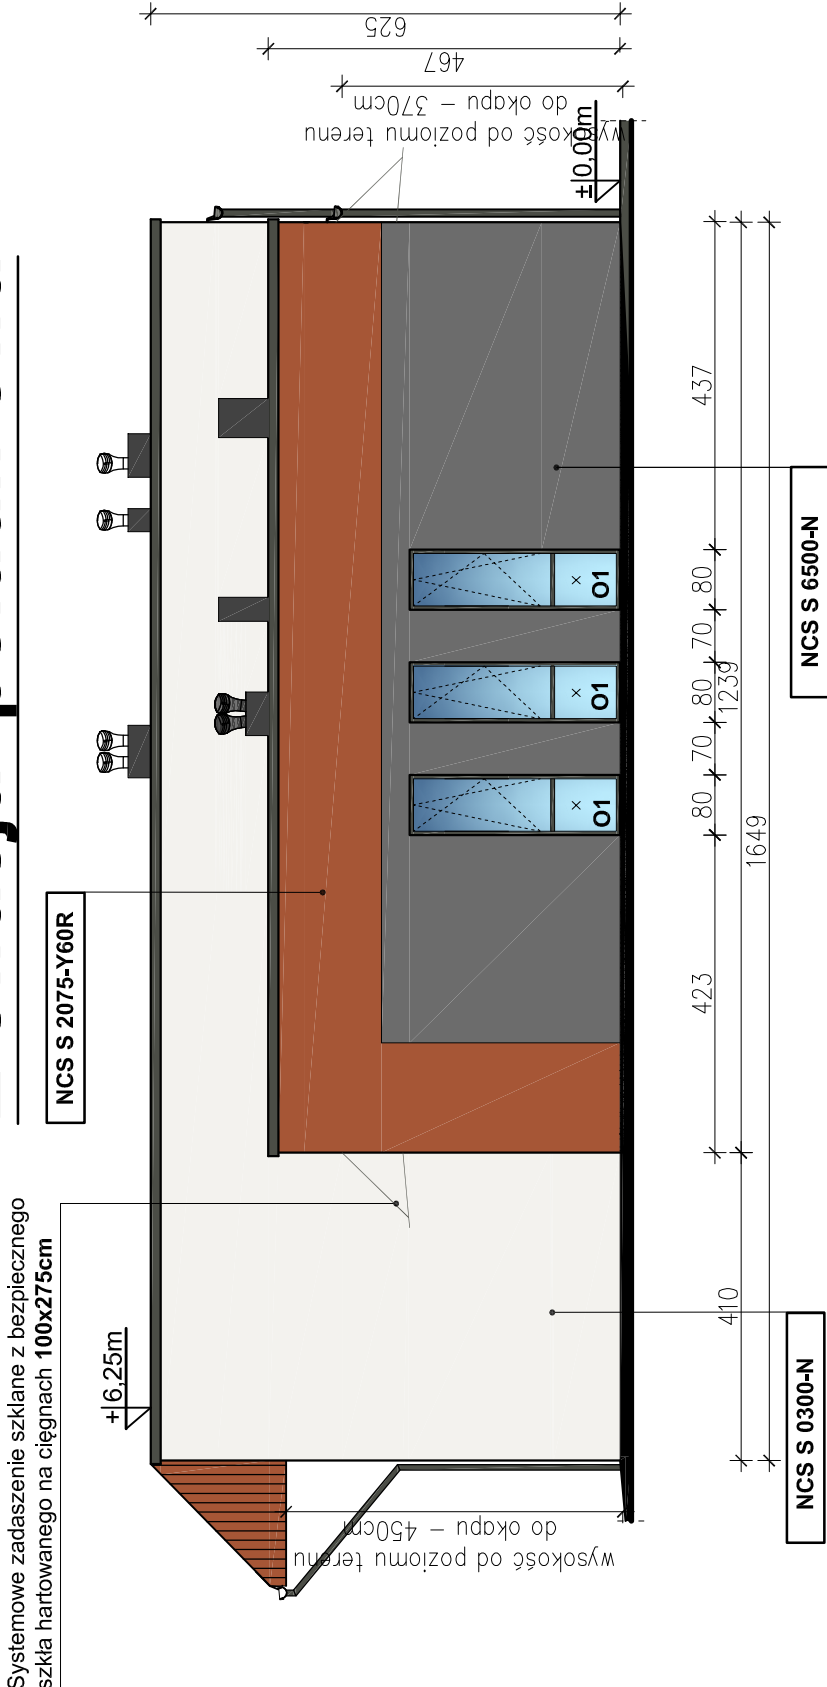 Systemowe zadaszenie szklane z bezpiecznego
szkła hartowanego na cięgnach 100x275cm
NCS S 2075-Y60R
+6,25m
±0,00m
wysokość od poziomu terenu
do okapu – 450cm
wysokość od poziomu terenu
do okapu – 370cm
467
625
O1
O1
O1
423
80
70
80
70
80
437
410
1239
1649
NCS S 0300-N
NCS S 6500-N